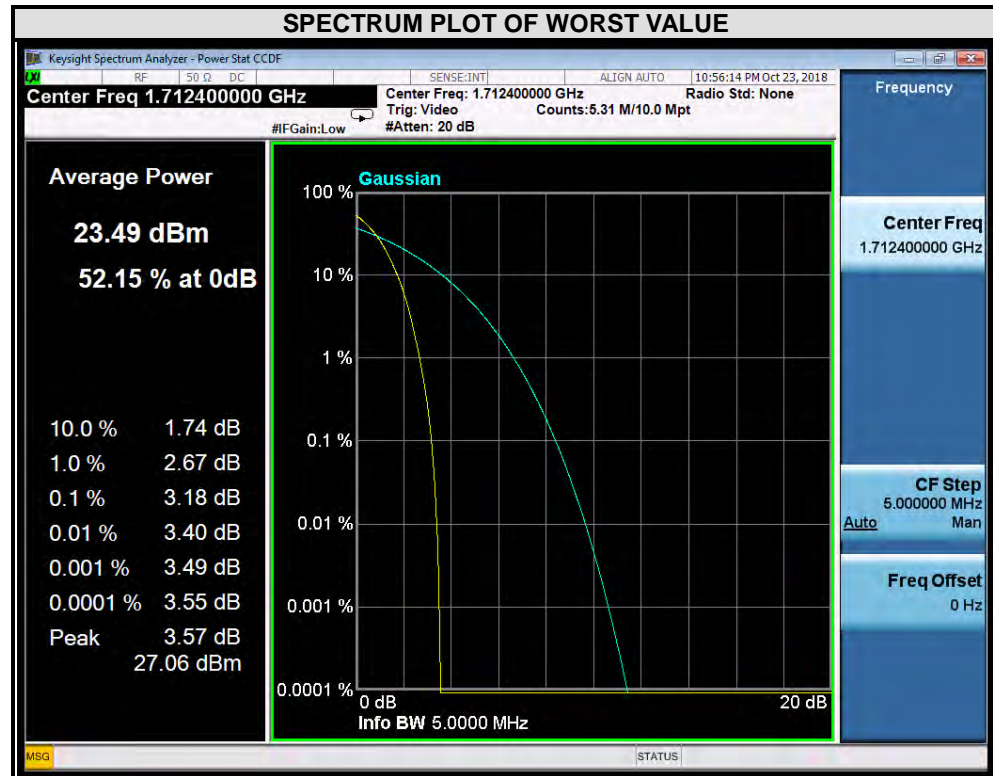 SPECTRUM PLOT OF WORST VALUE
Keysight Spectrum Analyzer - Power Stat CCDF
LXI RF 50 Ω DC SENSE:INT ALIGN AUTO 10:56:14 PM Oct 23, 2018
Center Freq 1.712400000 GHz
Center Freq: 1.712400000 GHz Radio Std: None
Trig: Video Counts:5.31 M/10.0 Mpt
#IFGain:Low #Atten: 20 dB
Frequency
Average Power
23.49 dBm
52.15 % at 0dB
10.0 % 1.74 dB
1.0 % 2.67 dB
0.1 % 3.18 dB
0.01 % 3.40 dB
0.001 % 3.49 dB
0.0001 % 3.55 dB
Peak 3.57 dB
27.06 dBm
Gaussian
100 %
10 %
1 %
0.1 %
0.01 %
0.001 %
0.0001 %
0 dB 20 dB
Info BW 5.0000 MHz
Center Freq
1.712400000 GHz
CF Step
5.000000 MHz
Auto Man
Freq Offset
0 Hz
MSG STATUS